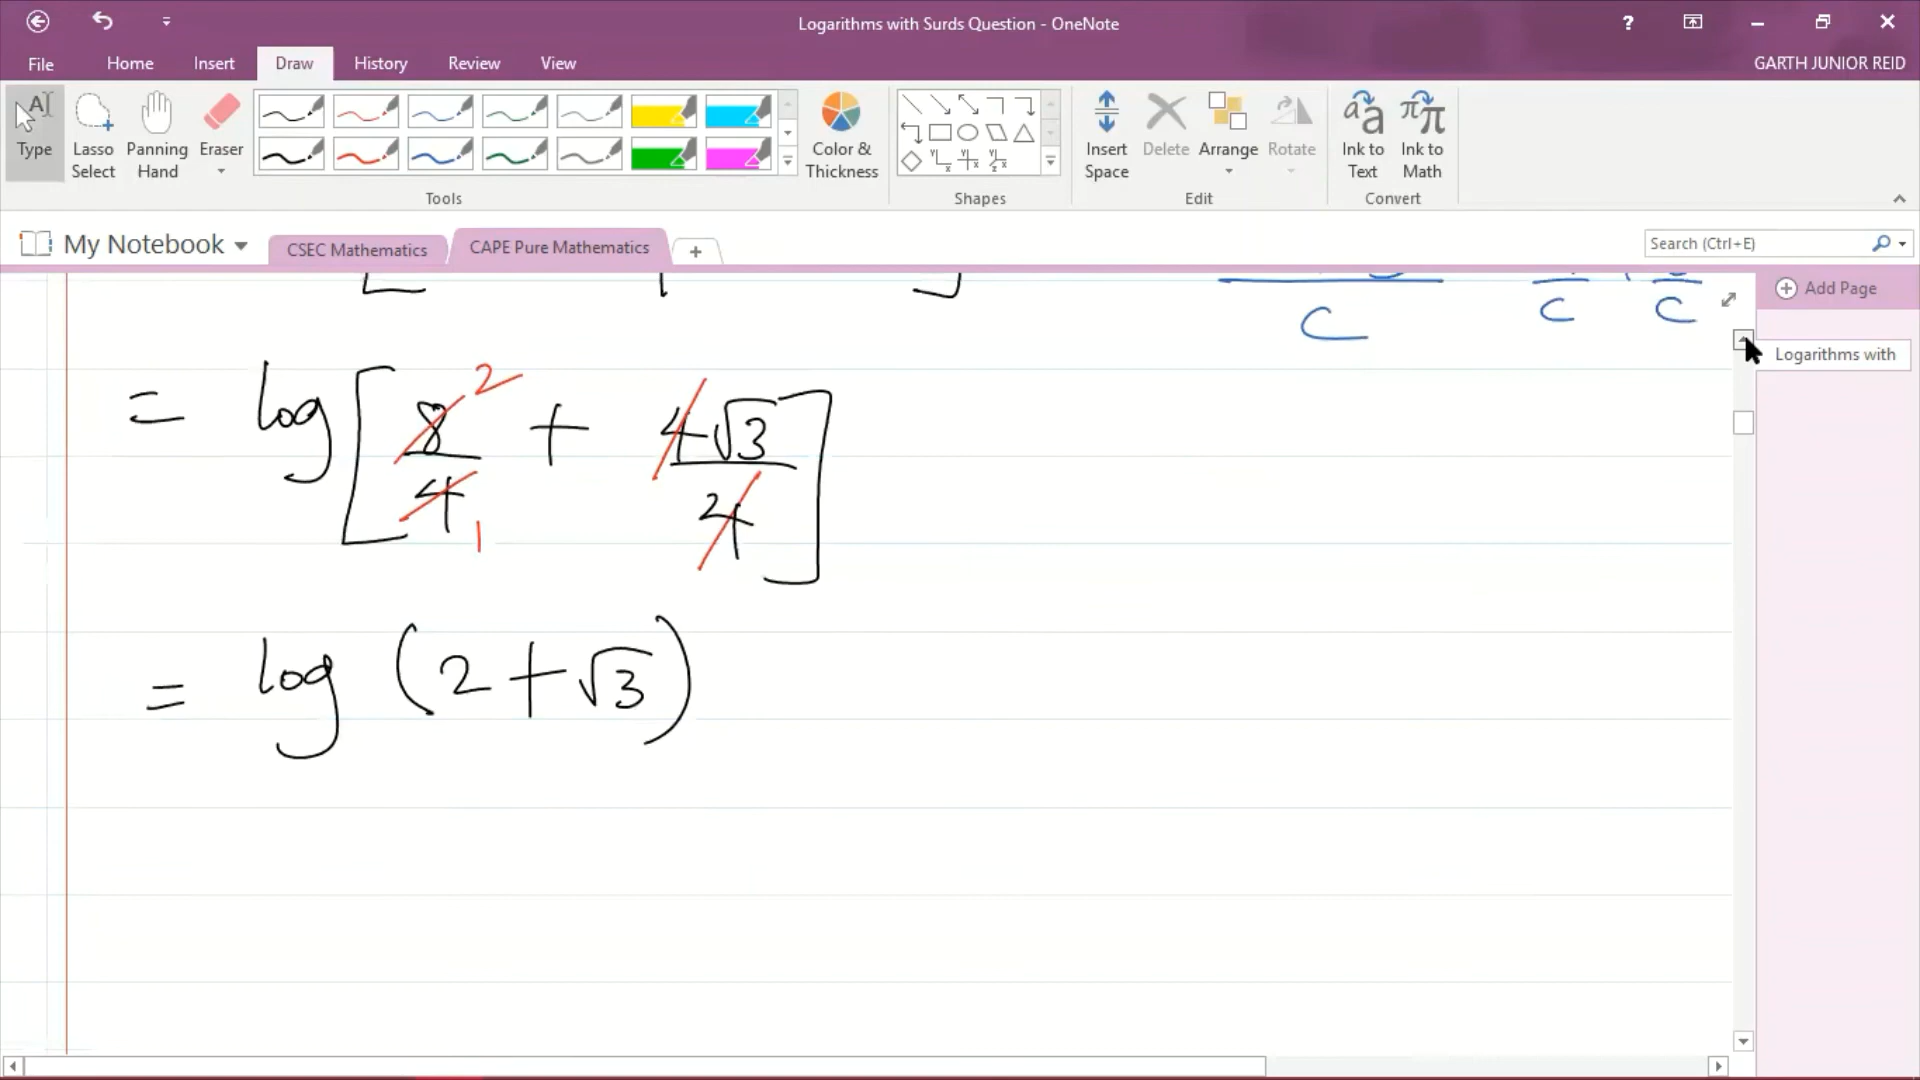 Logarithms with Surds Question - OneNote
?
File Home Insert Draw History Review View
GARTH JUNIOR REID
Type
Lasso Select
Panning Hand
Eraser
Color & Thickness
Insert Space
Delete
Arrange
Rotate
Ink to Text
Ink to Math
Tools
Shapes
Edit
Convert
My Notebook
CSEC Mathematics
CAPE Pure Mathematics
+
Search (Ctrl+E)
Add Page
Logarithms with
C C C
= log [ 8/4 + 4√3/4 ]
2
1
= log (2 + √3)